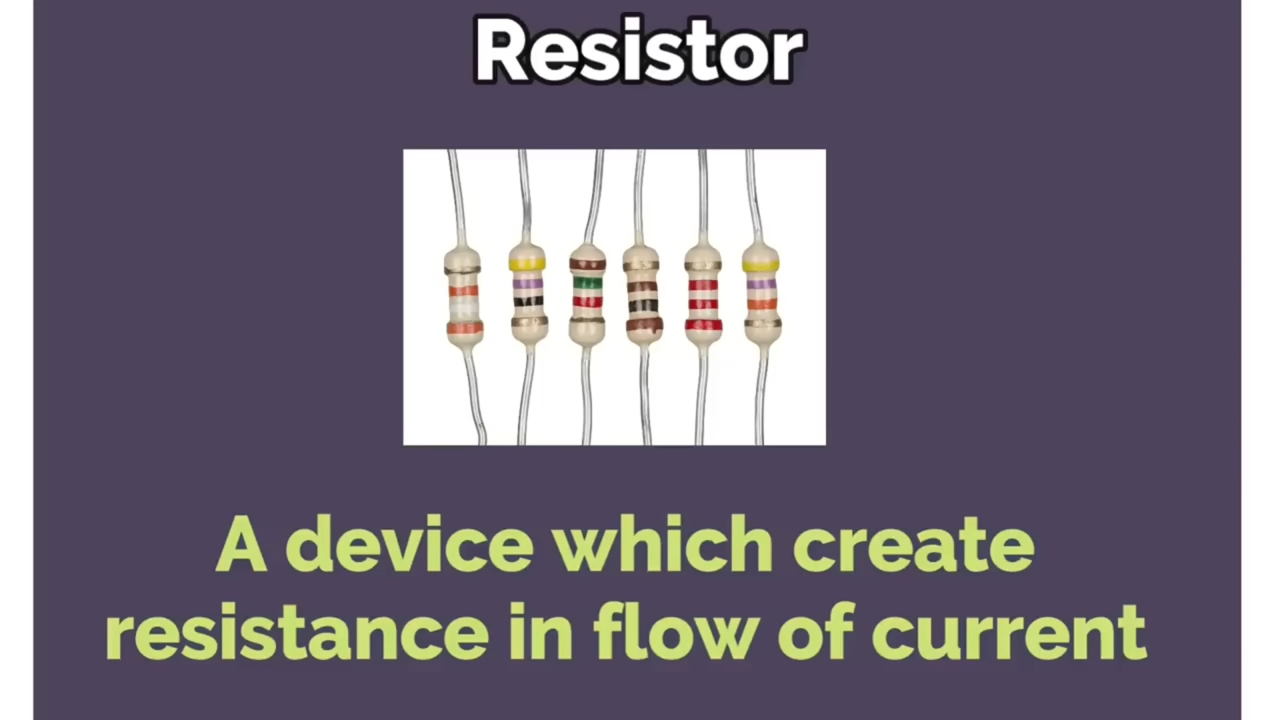 Resistor
A device which create
resistance in flow of current